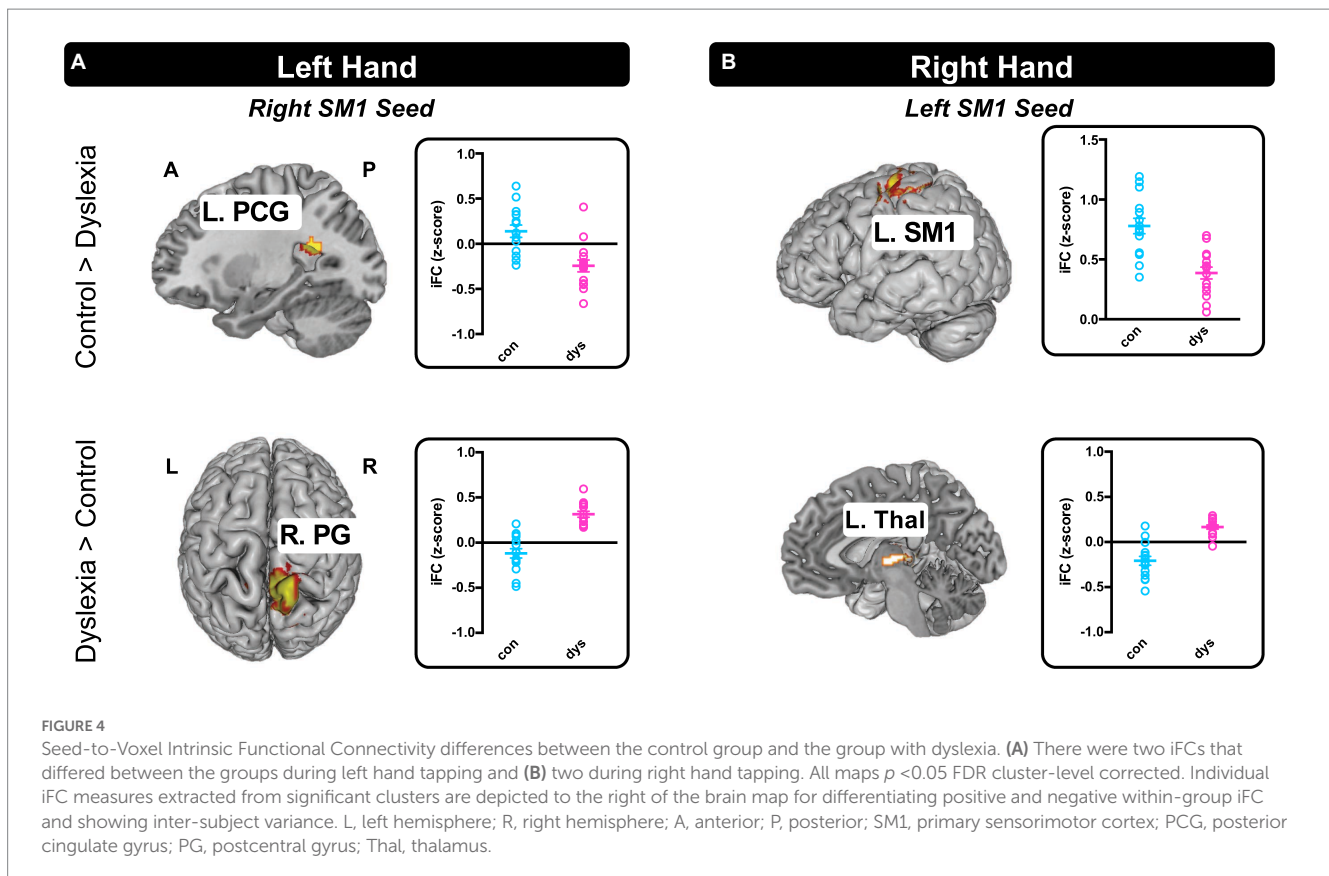 A
Left Hand
Right SM1 Seed
Control > Dyslexia
A
P
L. PCG
1.0
0.5
0.0
-0.5
-1.0
iFC (z-score)
con
dys
Dyslexia > Control
L
R
R. PG
1.0
0.5
0.0
-0.5
-1.0
iFC (z-score)
con
dys
B
Right Hand
Left SM1 Seed
L. SM1
1.5
1.0
0.5
0.0
iFC (z-score)
con
dys
L. Thal
1.0
0.5
0.0
-0.5
-1.0
iFC (z-score)
con
dys
FIGURE 4
Seed-to-Voxel Intrinsic Functional Connectivity differences between the control group and the group with dyslexia. (A) There were two iFCs that
differed between the groups during left hand tapping and (B) two during right hand tapping. All maps p <0.05 FDR cluster-level corrected. Individual
iFC measures extracted from significant clusters are depicted to the right of the brain map for differentiating positive and negative within-group iFC
and showing inter-subject variance. L, left hemisphere; R, right hemisphere; A, anterior; P, posterior; SM1, primary sensorimotor cortex; PCG, posterior
cingulate gyrus; PG, postcentral gyrus; Thal, thalamus.